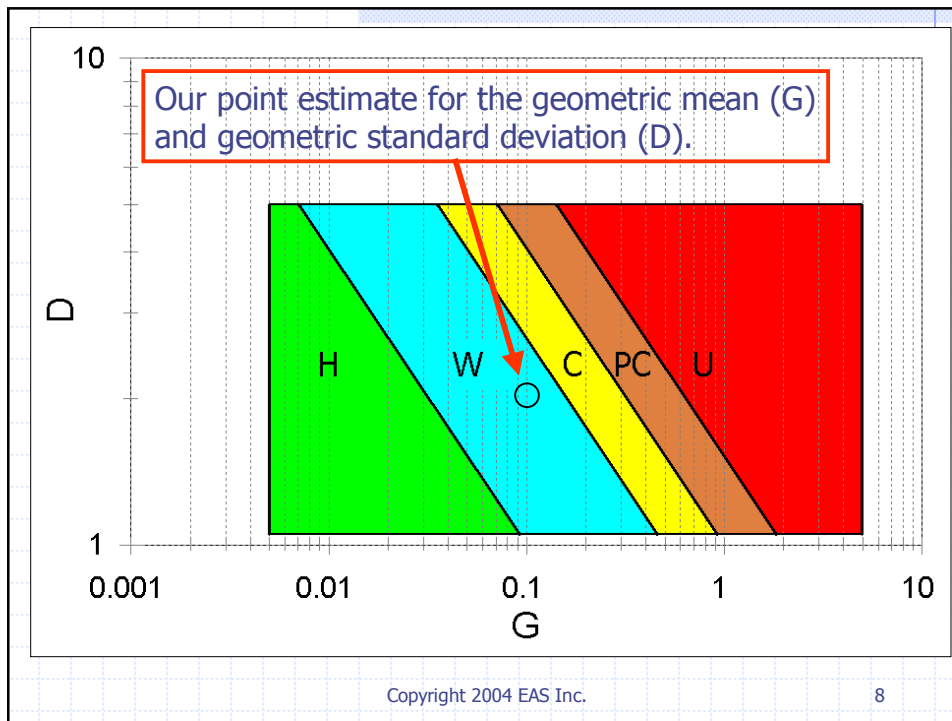 10
Our point estimate for the geometric mean (G)
and geometric standard deviation (D).
D
H W C PC U
1
0.001 0.01 0.1 1 10
G
Copyright 2004 EAS Inc. 8